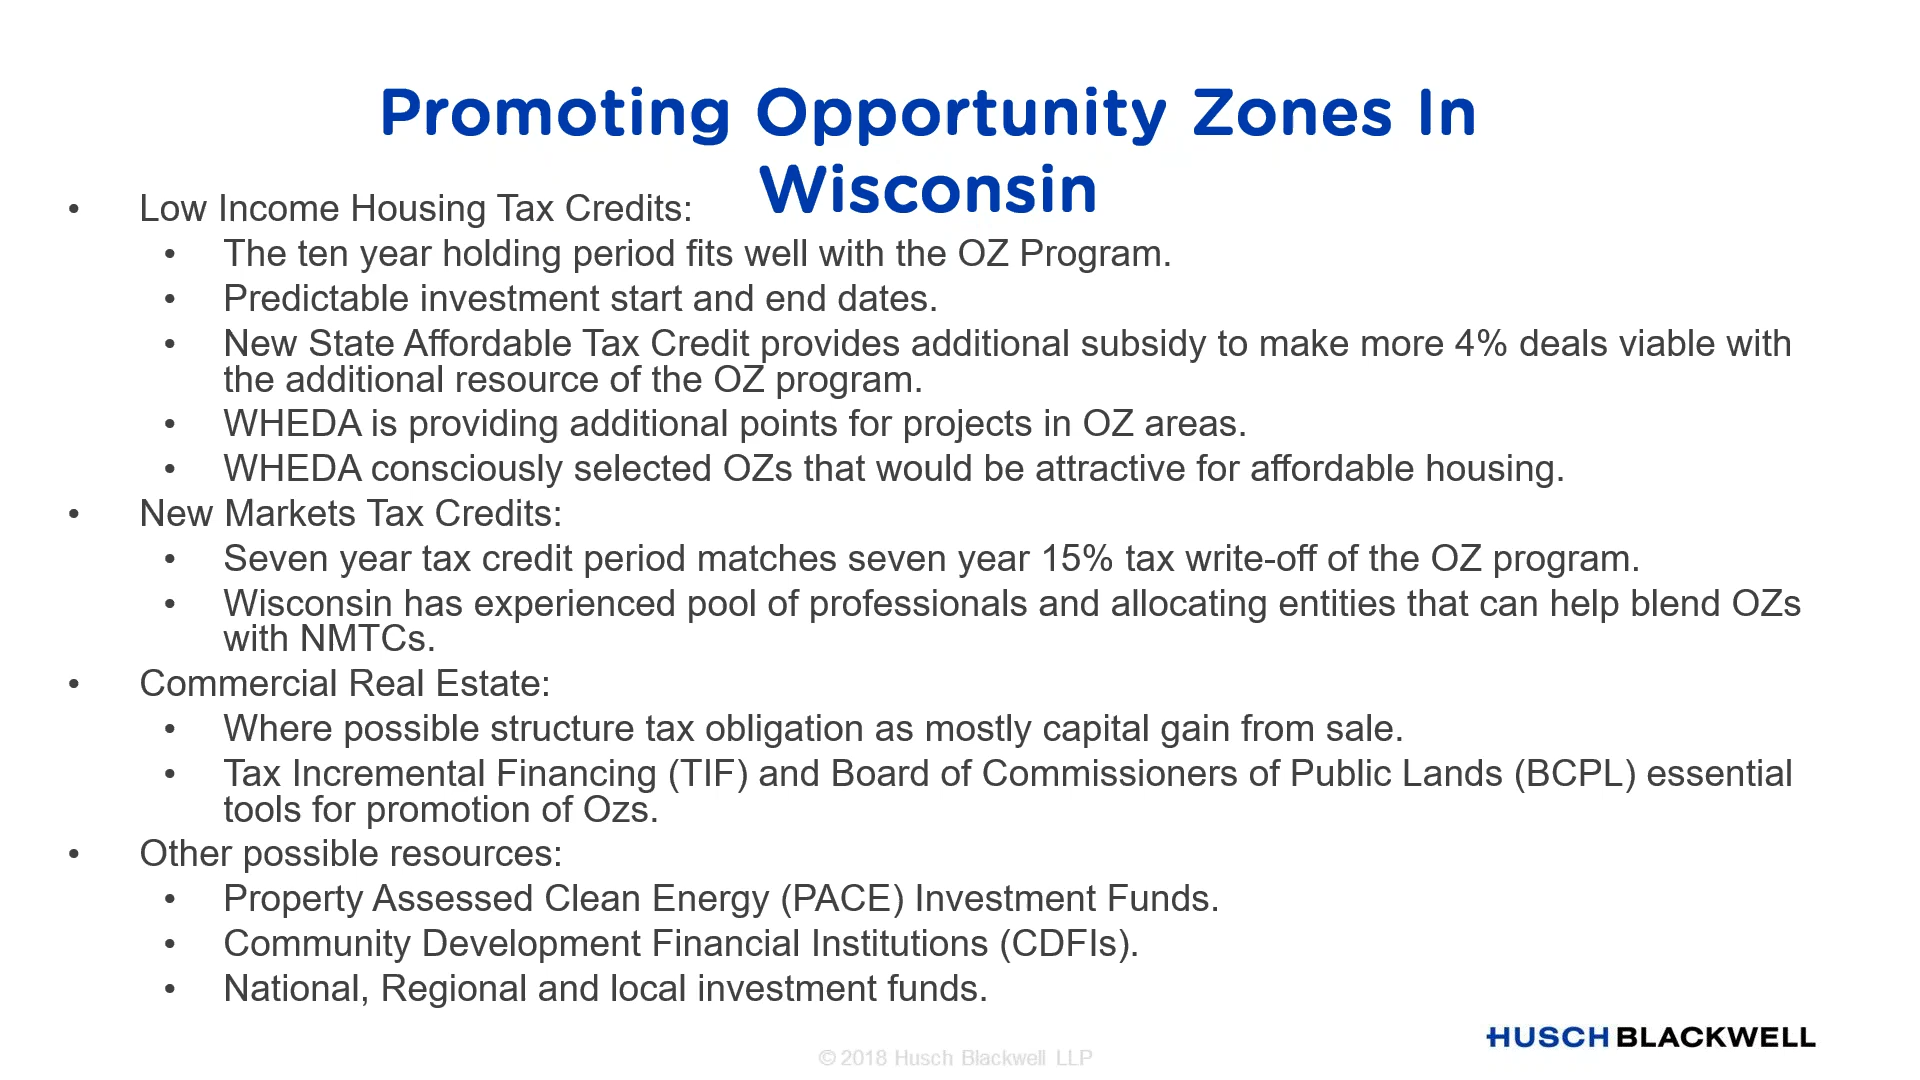 Promoting Opportunity Zones In
Wisconsin
• Low Income Housing Tax Credits:
• The ten year holding period fits well with the OZ Program.
• Predictable investment start and end dates.
• New State Affordable Tax Credit provides additional subsidy to make more 4% deals viable with
the additional resource of the OZ program.
• WHEDA is providing additional points for projects in OZ areas.
• WHEDA consciously selected OZs that would be attractive for affordable housing.
• New Markets Tax Credits:
• Seven year tax credit period matches seven year 15% tax write-off of the OZ program.
• Wisconsin has experienced pool of professionals and allocating entities that can help blend OZs
with NMTCs.
• Commercial Real Estate:
• Where possible structure tax obligation as mostly capital gain from sale.
• Tax Incremental Financing (TIF) and Board of Commissioners of Public Lands (BCPL) essential
tools for promotion of Ozs.
• Other possible resources:
• Property Assessed Clean Energy (PACE) Investment Funds.
• Community Development Financial Institutions (CDFIs).
• National, Regional and local investment funds.
HUSCH BLACKWELL
© 2018 Husch Blackwell LLP